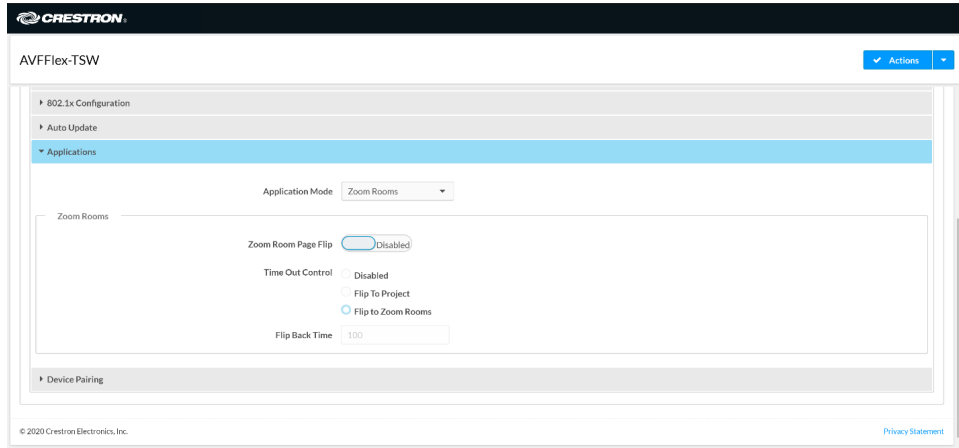 CRESTRON®
AVFFlex-TSW
Actions
802.1x Configuration
Auto Update
Applications
Application Mode Zoom Rooms
Zoom Rooms
Zoom Room Page Flip Disabled
Time Out Control Disabled
Flip To Project
Flip to Zoom Rooms
Flip Back Time 100
Device Pairing
© 2020 Crestron Electronics, Inc. Privacy Statement